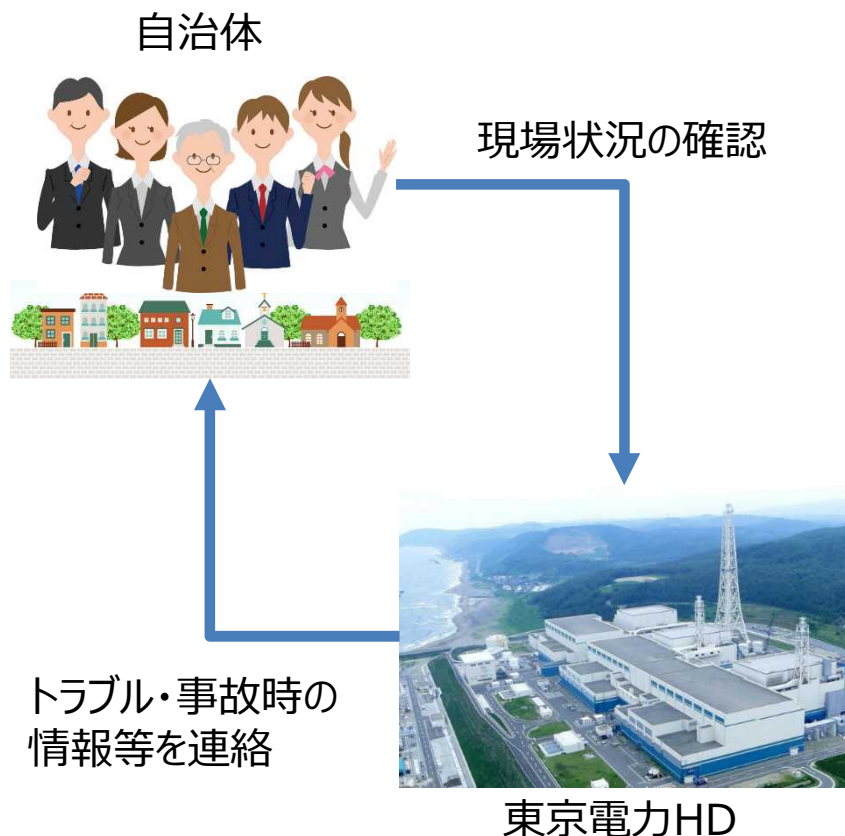 自治体
現場状況の確認
トラブル・事故時の
情報等を連絡
東京電力HD